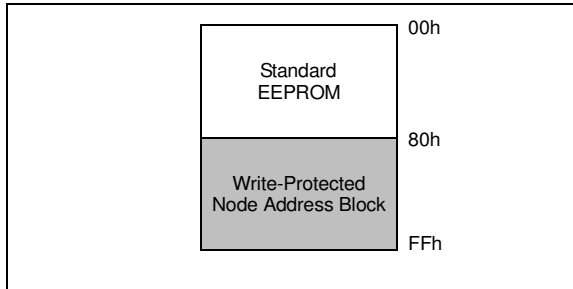 00h
Standard
EEPROM
80h
Write-Protected
Node Address Block
FFh